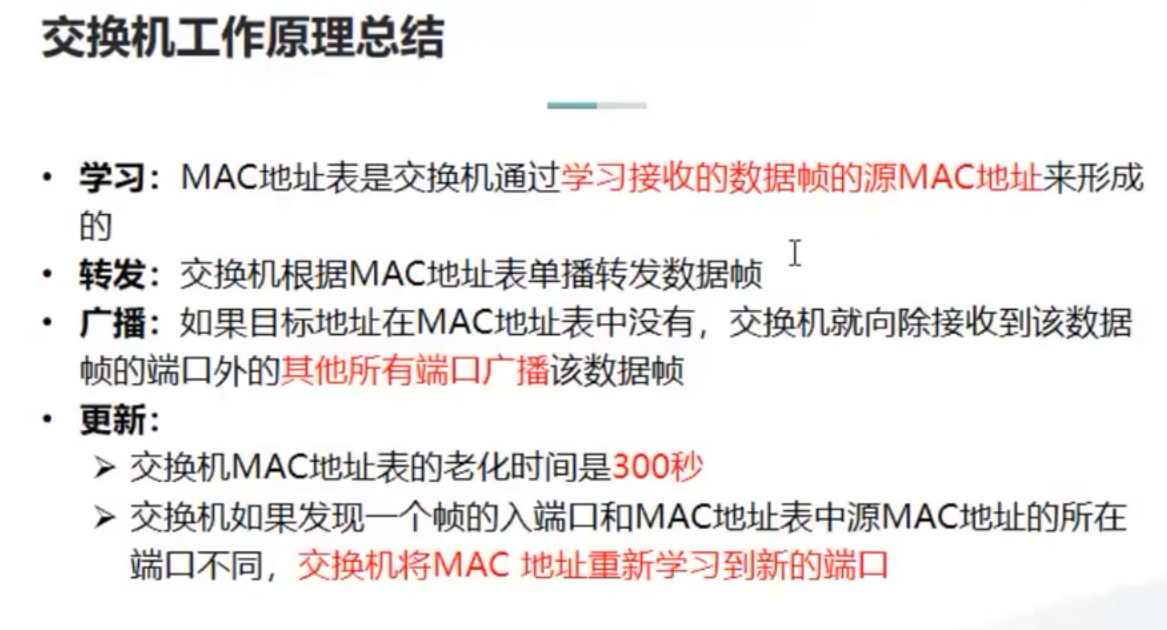 交换机工作原理总结
• 学习：MAC地址表是交换机通过学习接收的数据帧的源MAC地址来形成
的
• 转发：交换机根据MAC地址表单播转发数据帧
• 广播：如果目标地址在MAC地址表中没有，交换机就向除接收到该数据
帧的端口外的其他所有端口广播该数据帧
• 更新：
➢ 交换机MAC地址表的老化时间是300秒
➢ 交换机如果发现一个帧的入端口和MAC地址表中源MAC地址的所在
端口不同，交换机将MAC 地址重新学习到新的端口